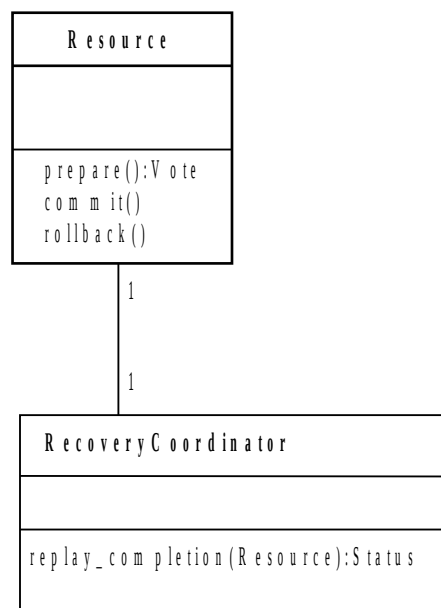 Resource
prepare():Vote
commit()
rollback()
1
1
RecoveryCoordinator
replay_completion(Resource):Status